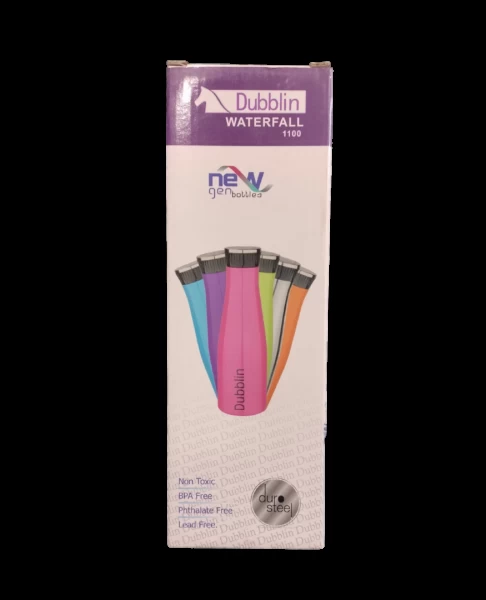 Dubblin
WATERFALL
1100
new
gen bottles
Dubblin
Non Toxic
BPA Free
Phthalate Free
Lead Free.
duro
steel